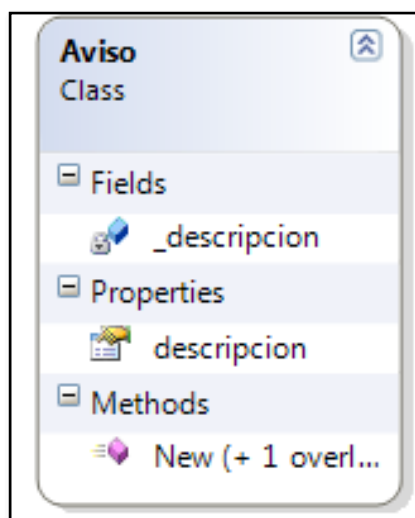 Aviso
Class
Fields
_descripcion
Properties
descripcion
Methods
New (+ 1 overl...